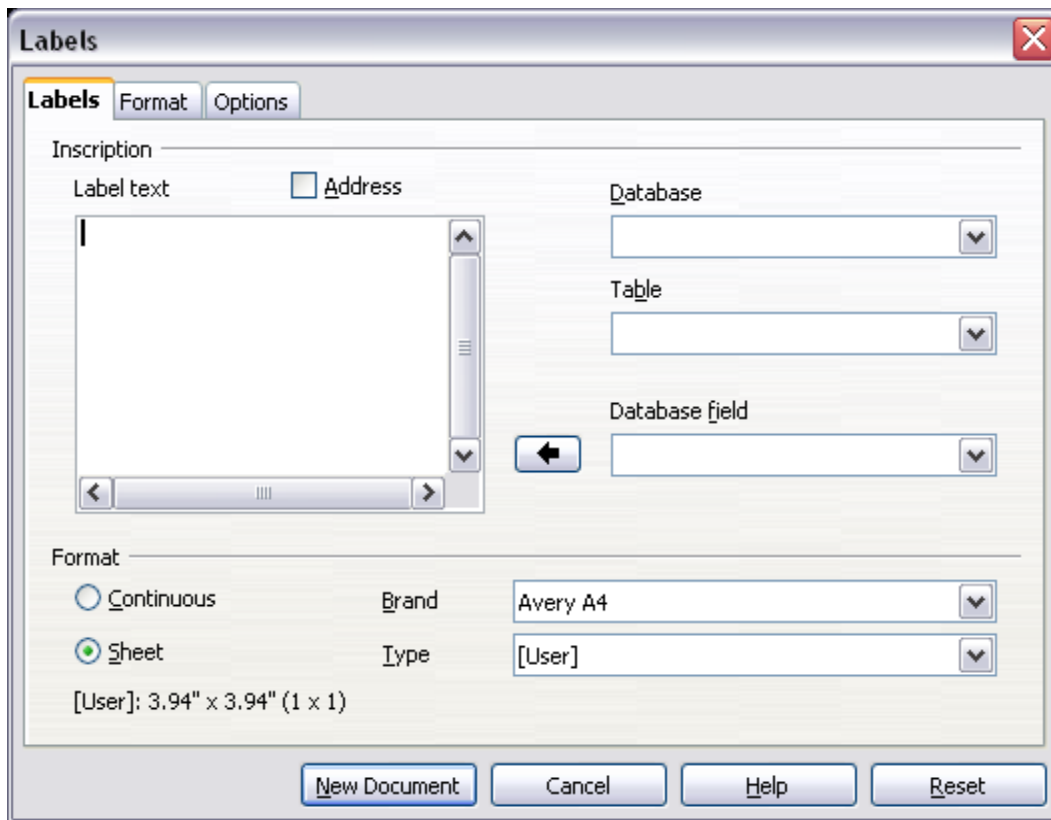 Labels
Labels Format Options
Inscription
Label text Address Database
Table
Database field
Format
Continuous Brand Avery A4
Sheet Type [User]
[User]: 3.94" x 3.94" (1 x 1)
New Document Cancel Help Reset